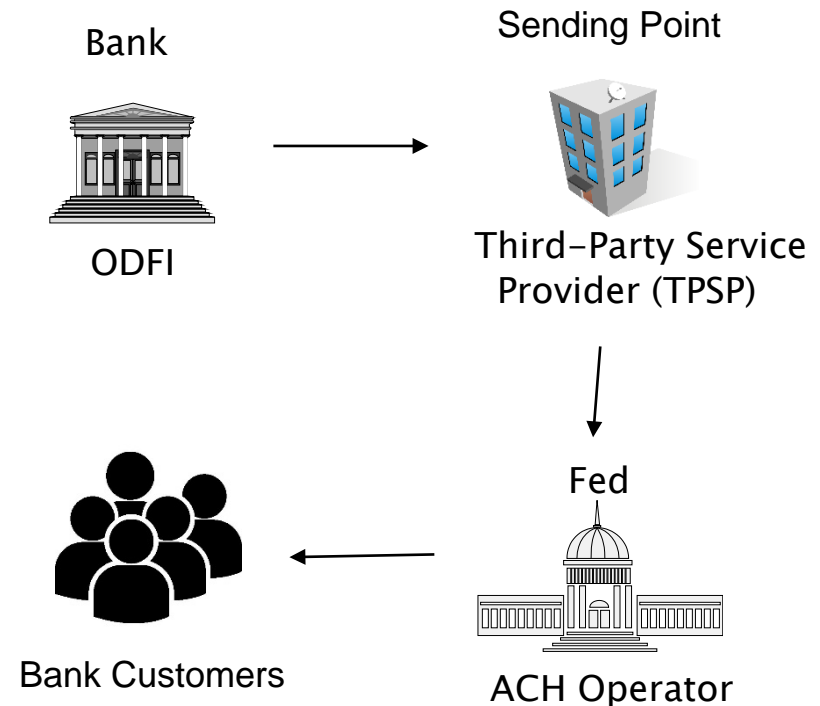 Bank
ODFI
Sending Point
Third-Party Service
Provider (TPSP)
Fed
ACH Operator
Bank Customers